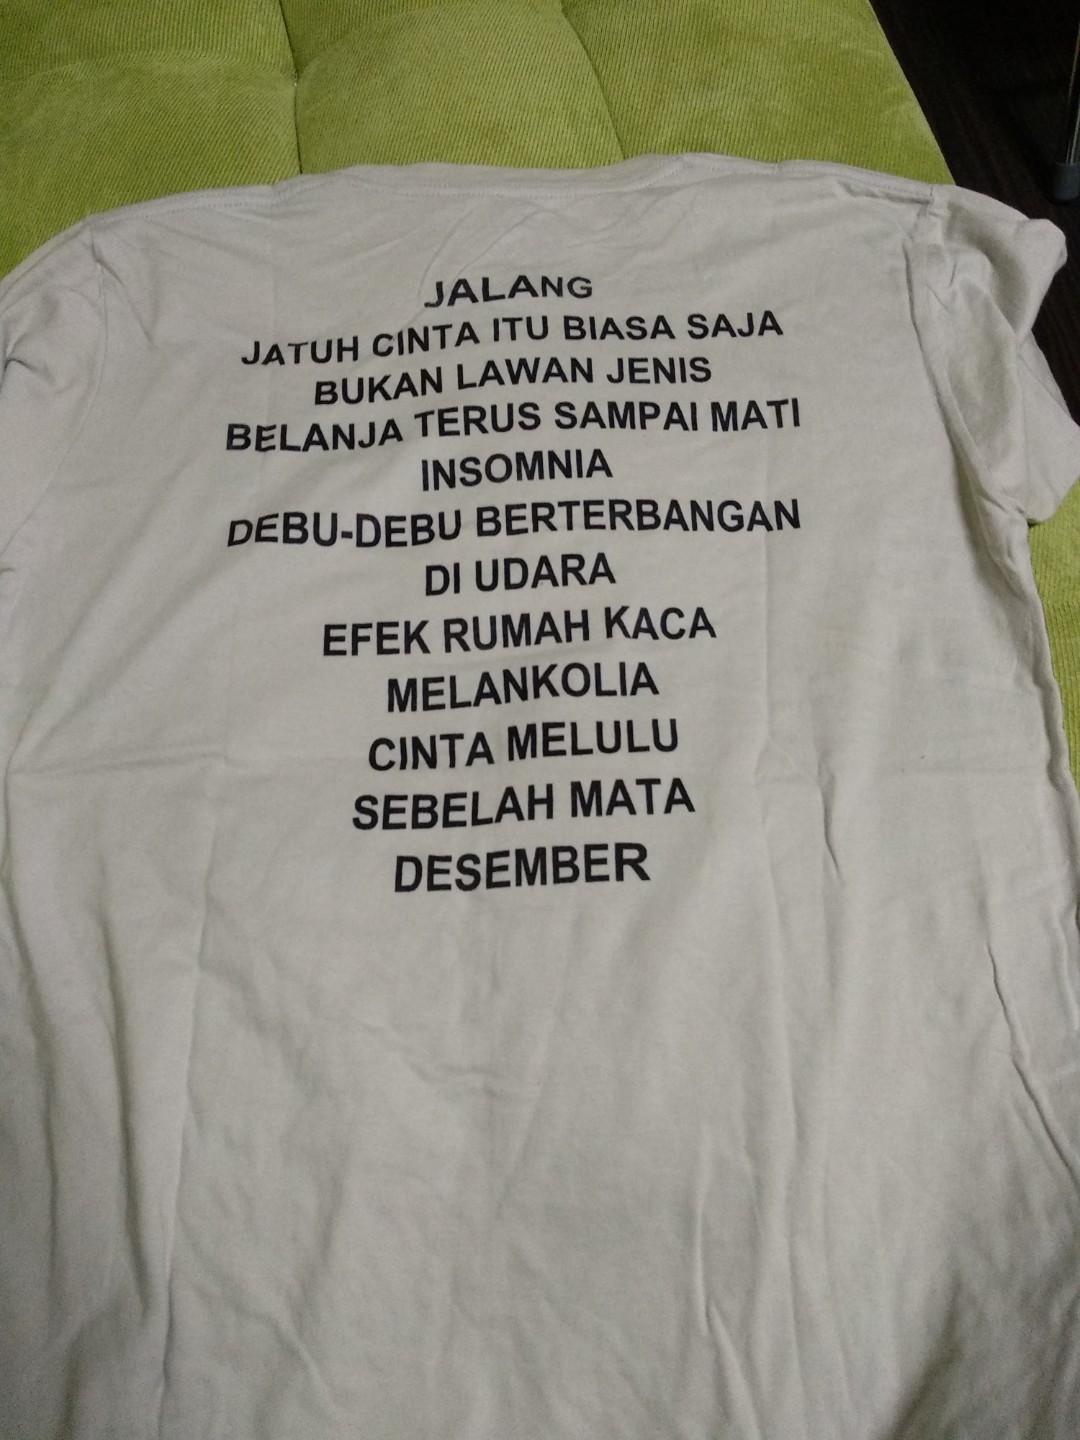 JALANG
JATUH CINTA ITU BIASA SAJA
BUKAN LAWAN JENIS
BELANJA TERUS SAMPAI MATI
INSOMNIA
DEBU-DEBU BERTERBANGAN
DI UDARA
EFEK RUMAH KACA
MELANKOLIA
CINTA MELULU
SEBELAH MATA
DESEMBER